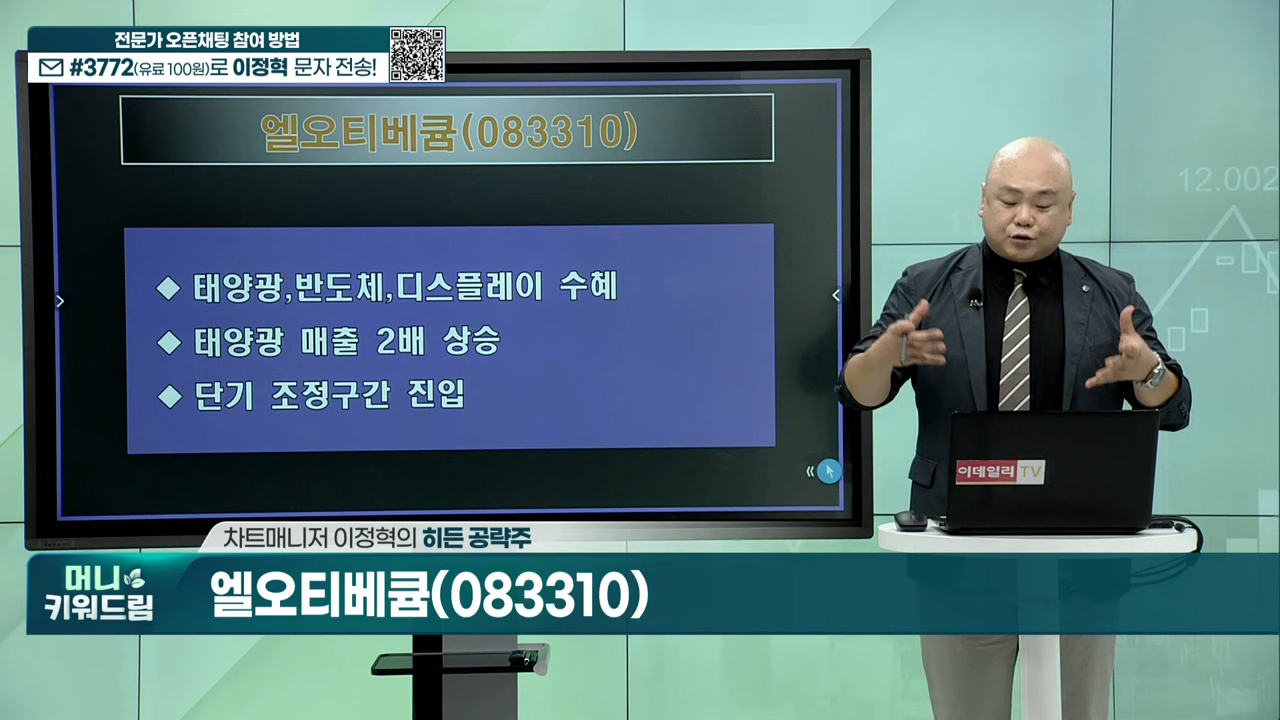 전문가 오픈채팅 참여 방법
#3772(유료 100원)로 이정혁 문자 전송!
엘오티베큠(083310)
◆ 태양광,반도체,디스플레이 수혜
◆ 태양광 매출 2배 상승
◆ 단기 조정구간 진입
12.002
이데일리 TV
차트매니저 이정혁의 히든 공략주
머니
키워드림
엘오티베큠(083310)